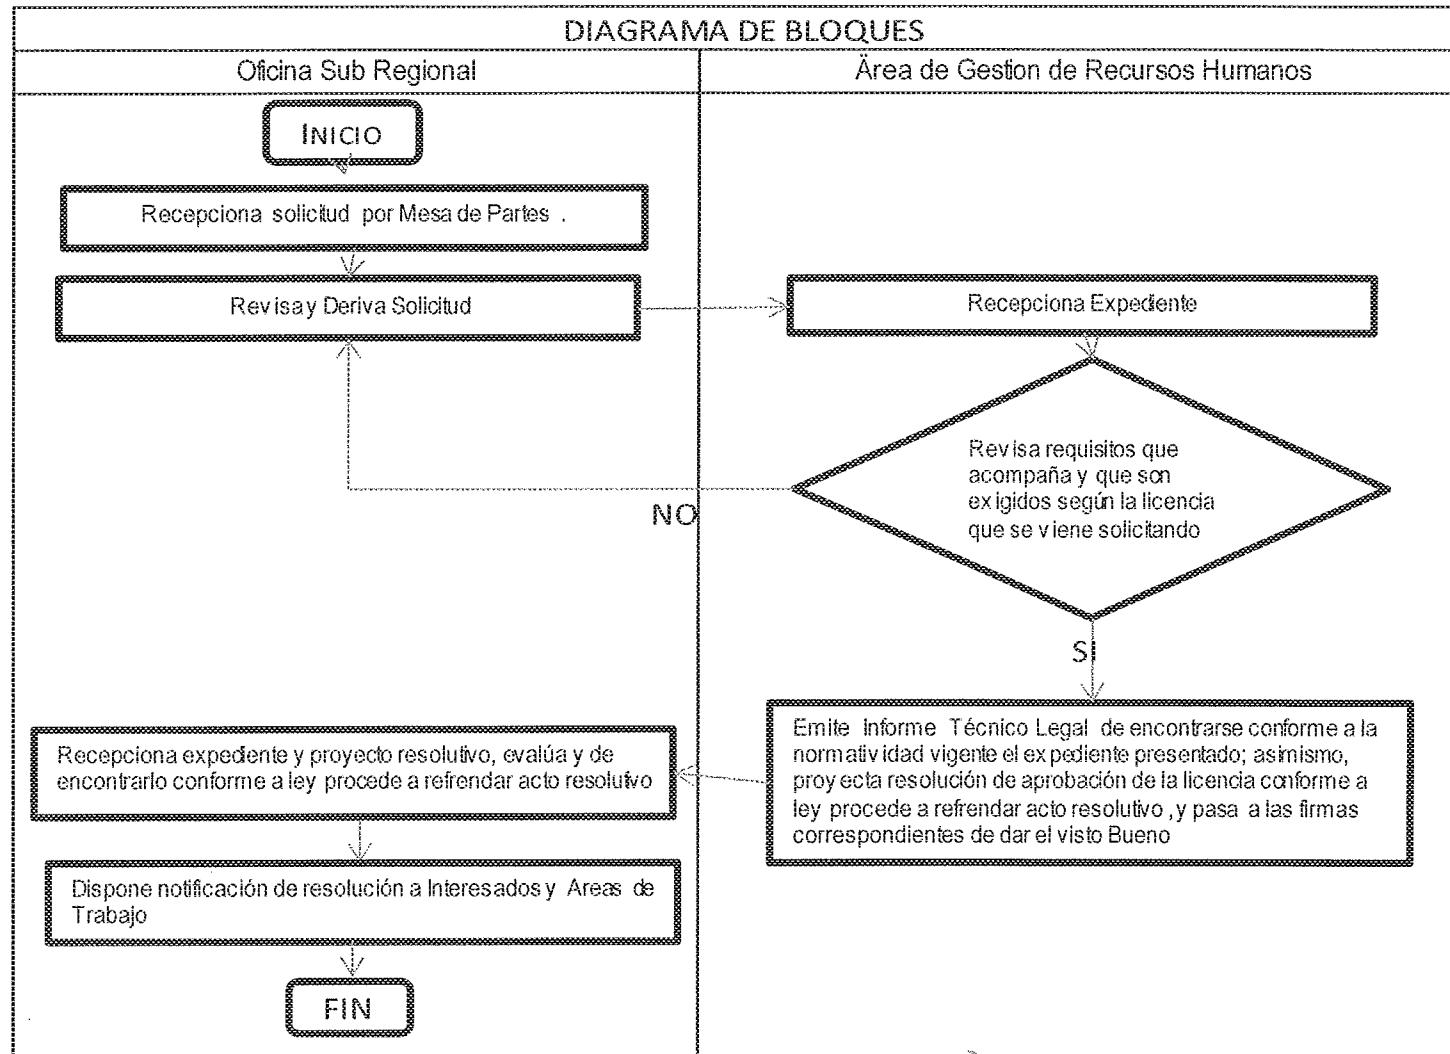 DIAGRAMA DE BLOQUES
Oficina Sub Regional
Ärea de Gestion de Recursos Humanos
INICIO
Recepciona solicitud por Mesa de Partes .
Revisa y Deriva Solicitud
Recepciona Expediente
Revisa requisitos que
acompaña y que son
exigidos según la licencia
que se viene solicitando
NO
SI
Emite Informe Técnico Legal de encontrarse conforme a la
normatividad vigente el expediente presentado; asimismo,
proyecta resolución de aprobación de la licencia conforme a
ley procede a refrendar acto resolutivo , y pasa a las firmas
correspondientes de dar el visto Bueno
Recepciona expediente y proyecto resolutivo, evalúa y de
encontrarlo conforme a ley procede a refrendar acto resolutivo
Dispone notificación de resolución a Interesados y Areas de
Trabajo
FIN